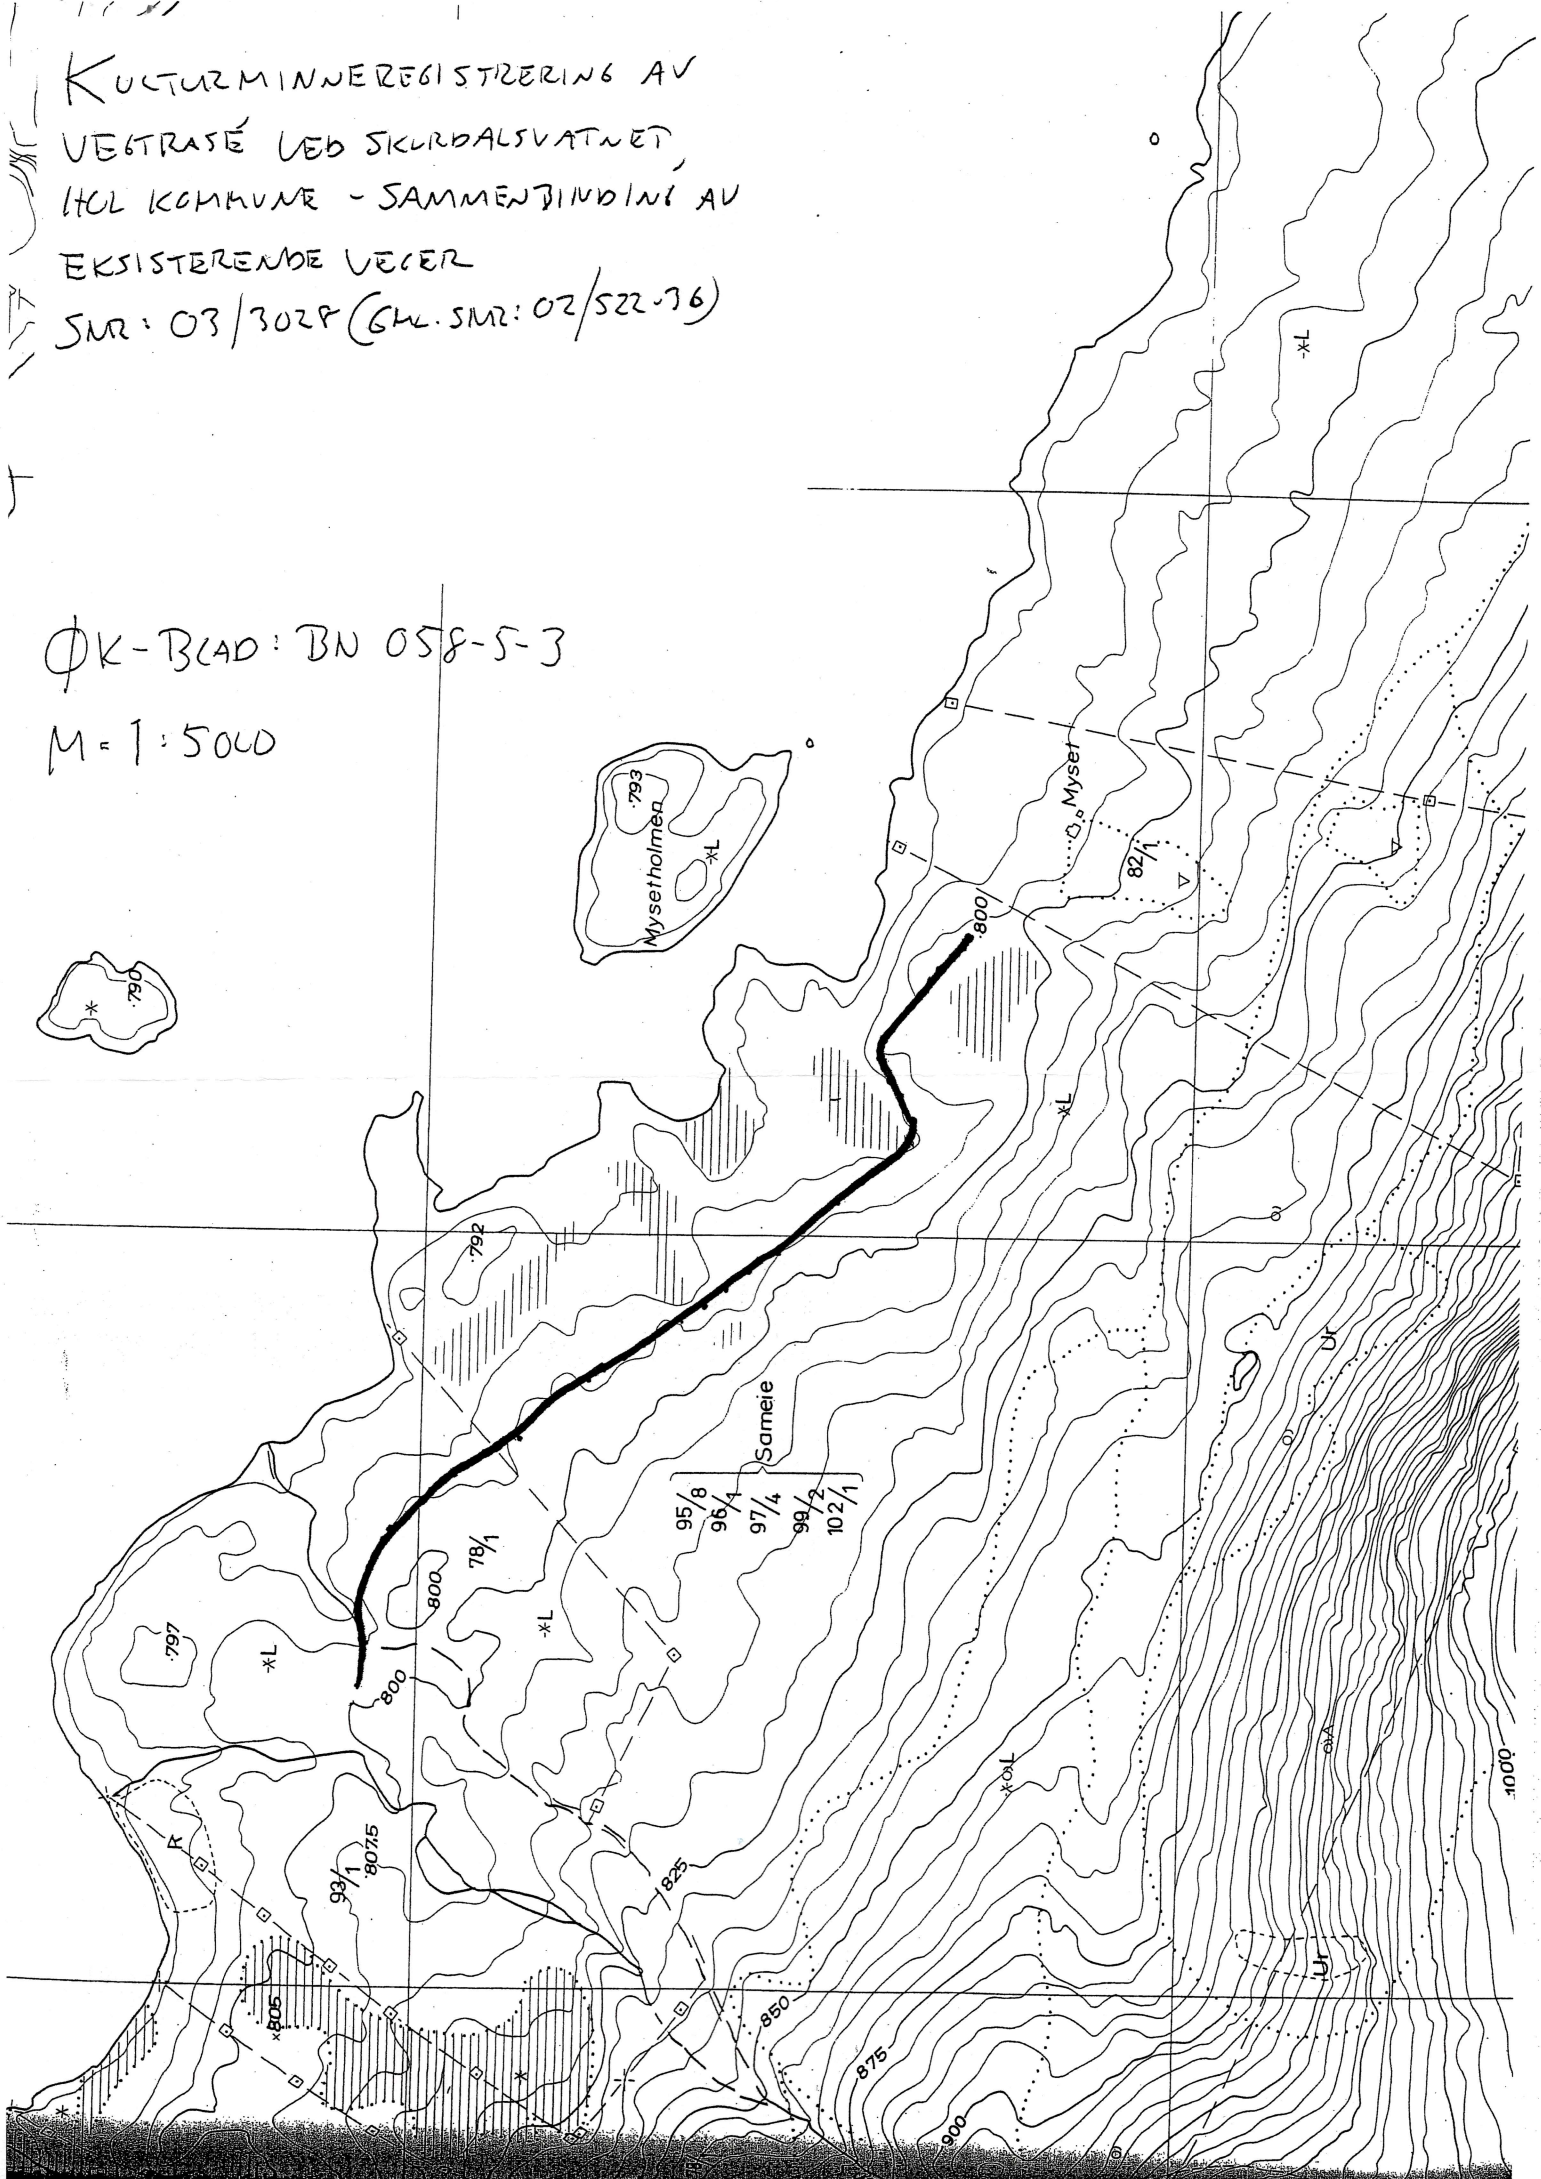 KULTURMINNEREGISTRERING AV
VEGTRASÉ VED SKURDALSVATNET,
HOL KOMMUNE - SAMMENBINDING AV
EKSISTERENDE VEGER
SNR: 03/3028 (GML. SNR: 02/522-36)
ØK-BLAD: BN 058-5-3
M = 1:5000
L
.793
Mysetholmen
L
Myset
82/1
.800
.790
L
.792
Ur
Sameie
95/8
96/1
97/4
99/2
102/1
78/1
800
L
.797
L
800
L
.1000
R
93/1
.807.5
825
Ur
×805
850
875
900